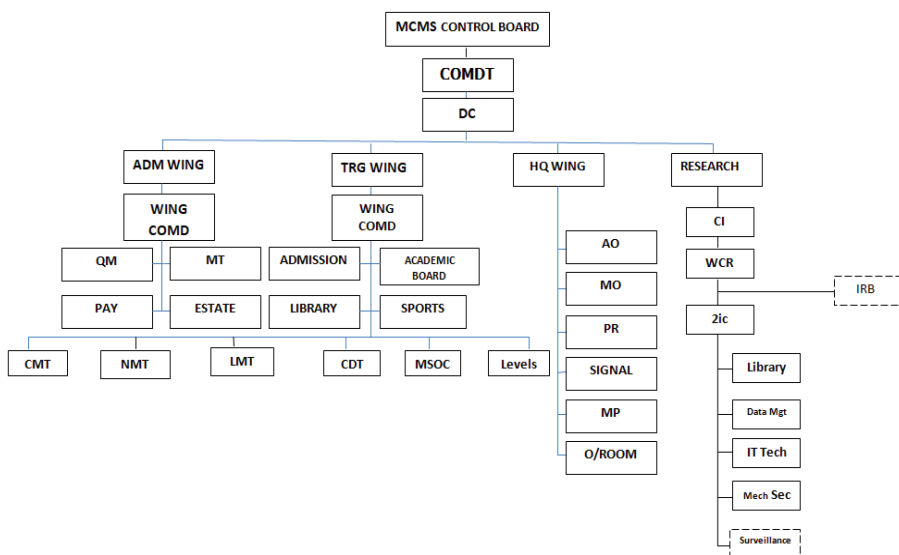 MCMS CONTROL BOARD
COMDT
DC
ADM WING
TRG WING
HQ WING
RESEARCH
WING
COMD
WING
COMD
CI
QM
MT
ADMISSION
ACADEMIC
BOARD
AO
WCR
MO
IRB
PAY
ESTATE
LIBRARY
SPORTS
PR
2ic
CMT
NMT
LMT
CDT
MSOC
Levels
SIGNAL
Library
MP
Data Mgt
O/ROOM
IT Tech
Mech Sec
Surveillance